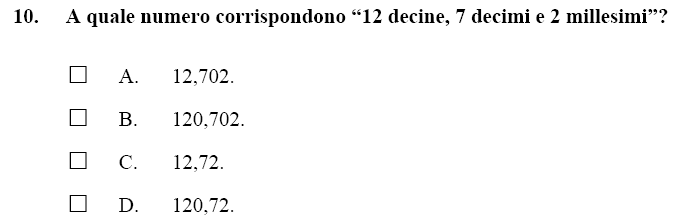 10. A quale numero corrispondono “12 decine, 7 decimi e 2 millesimi”?
A. 12,702.
B. 120,702.
C. 12,72.
D. 120,72.